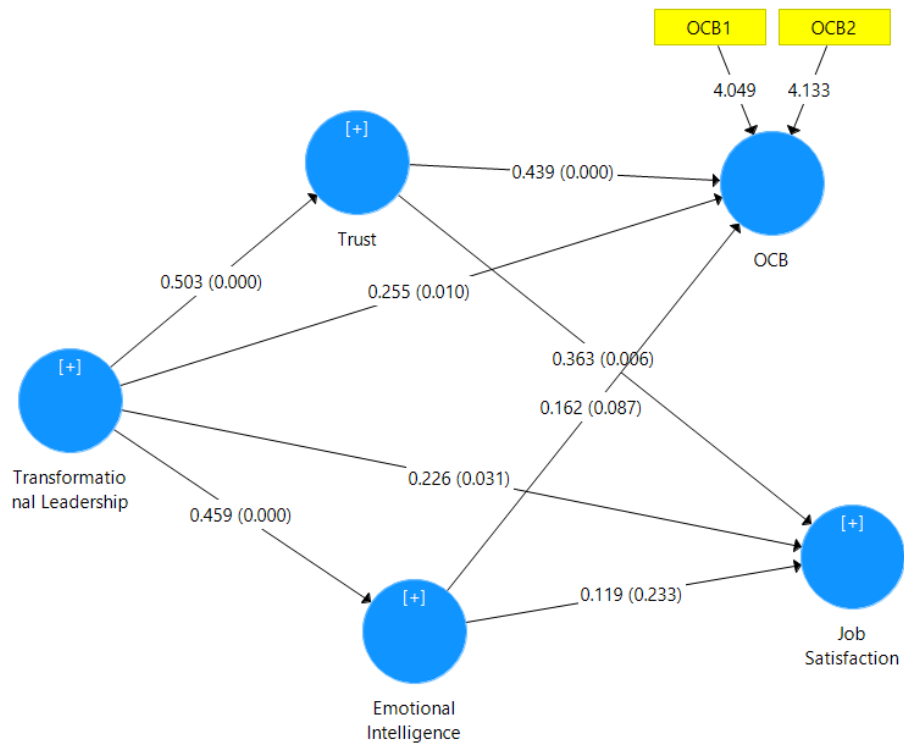 OCB1
OCB2
4.049
4.133
[+]
0.439 (0.000)
Trust
OCB
0.503 (0.000)
0.255 (0.010)
[+]
0.363 (0.006)
0.162 (0.087)
Transformatio
nal Leadership
0.226 (0.031)
0.459 (0.000)
[+]
[+]
0.119 (0.233)
Job
Satisfaction
Emotional
Intelligence